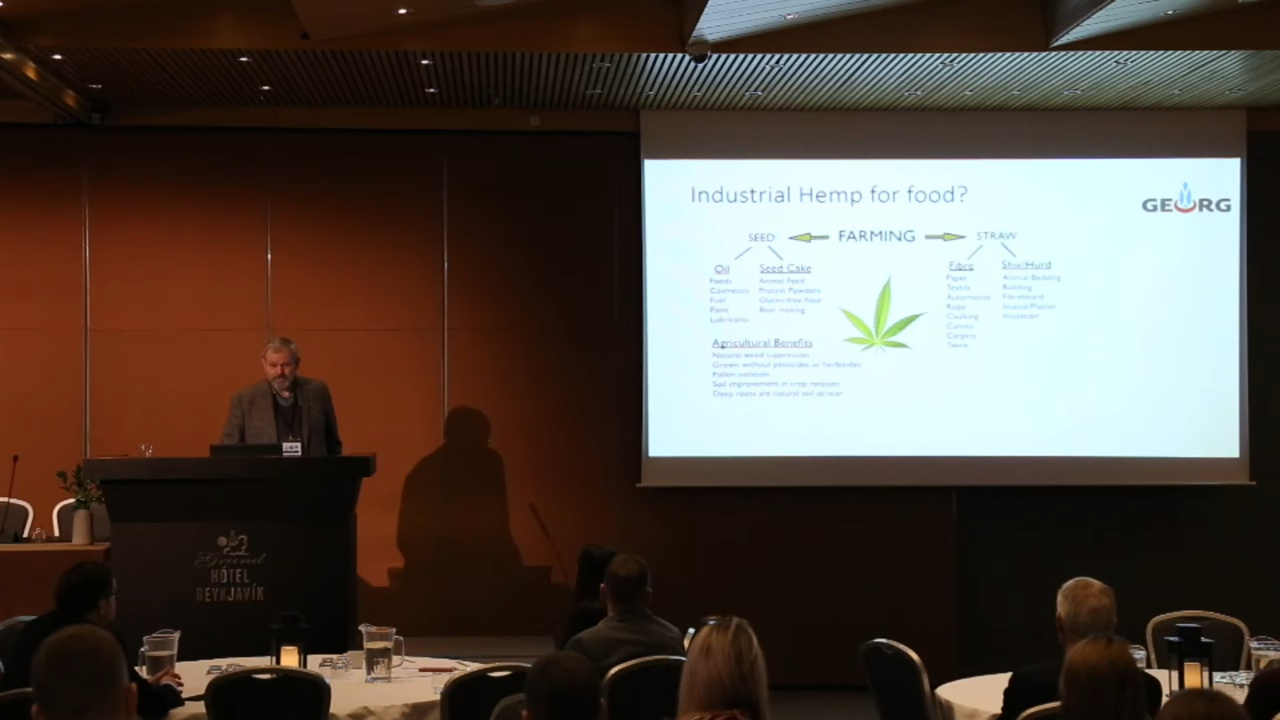 Industrial Hemp for food?
GEORG
SEED
FARMING
STRAW
Oil
Seed Cake
Foods
Animal Feed
Cosmetics
Protein Powders
Fuel
Gluten-free flour
Paint
Beer making
Lubricants
Fibre
Shiv/Hurd
Paper
Animal Bedding
Textile
Building
Automotive
Fibreboard
Rope
Stucco/Plaster
Caulking
Insulation
Canvas
Carpets
Twine
Agricultural Benefits
Natural weed suppression
Grown without pesticides or herbicides
Pollen isolation
Soil improvement in crop rotation
Deep roots are natural soil aerator
Grand
HÓTEL
REYKJAVÍK